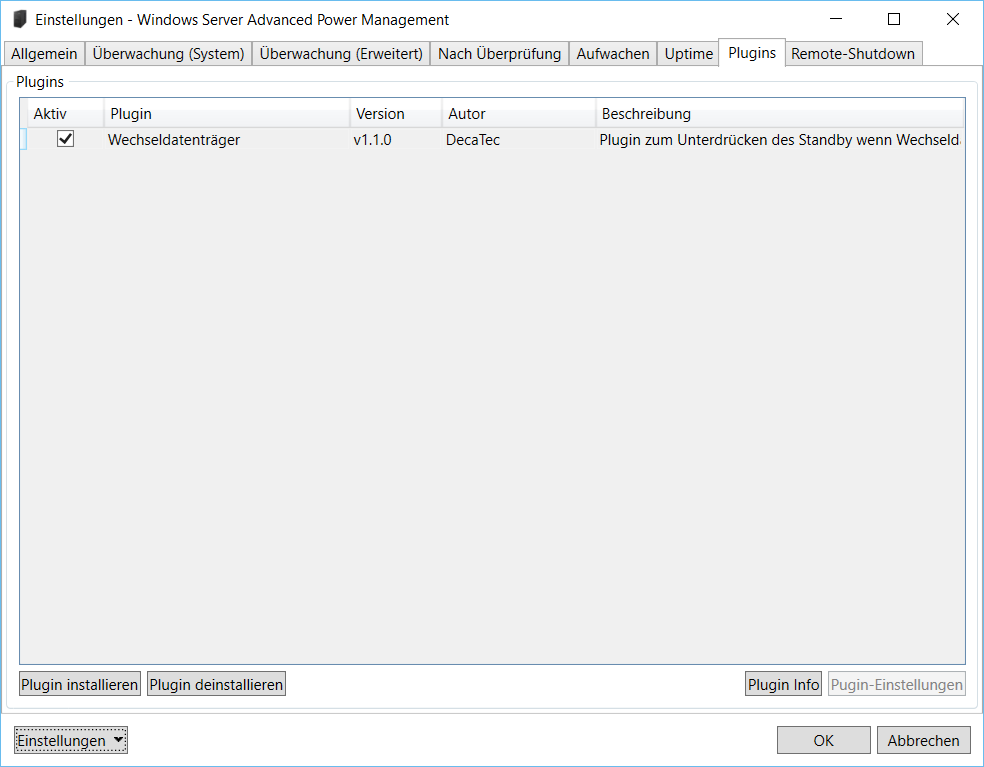 Einstellungen - Windows Server Advanced Power Management
Allgemein Überwachung (System) Überwachung (Erweitert) Nach Überprüfung Aufwachen Uptime Plugins Remote-Shutdown
Plugins
Aktiv Plugin Version Autor Beschreibung
Wechseldatenträger v1.1.0 DecaTec Plugin zum Unterdrücken des Standby wenn Wechselda
Plugin installieren Plugin deinstallieren Plugin Info Pugin-Einstellungen
Einstellungen OK Abbrechen